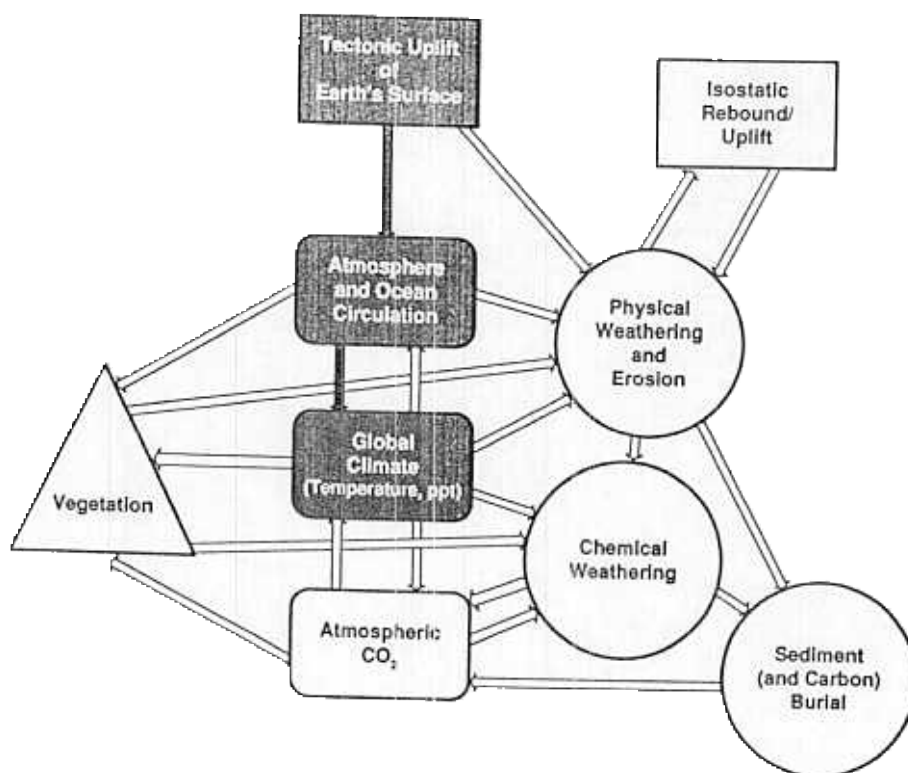 Tectonic Uplift
of
Earth's Surface
Isostatic
Rebound/
Uplift
Atmosphere
and Ocean
Circulation
Physical
Weathering
and
Erosion
Global
Climate
(Temperature, ppt)
Vegetation
Chemical
Weathering
Atmospheric
CO₂
Sediment
(and Carbon)
Burial